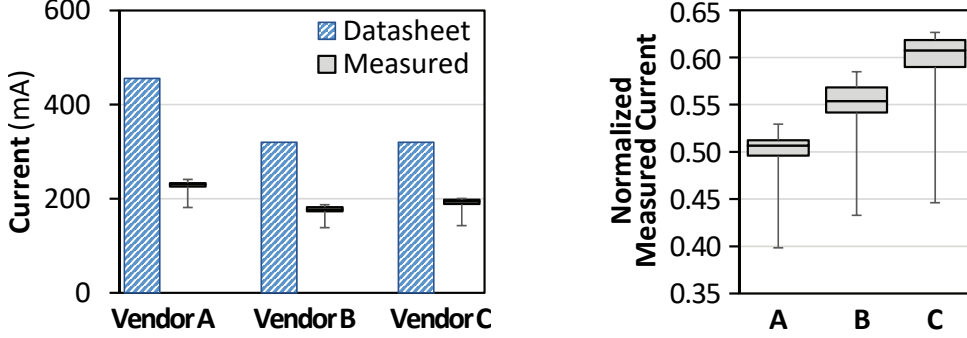 600
400
200
0
Current (mA)
Datasheet
Measured
Vendor A
Vendor B
Vendor C
0.65
0.60
0.55
0.50
0.45
0.40
0.35
Normalized
Measured Current
A
B
C